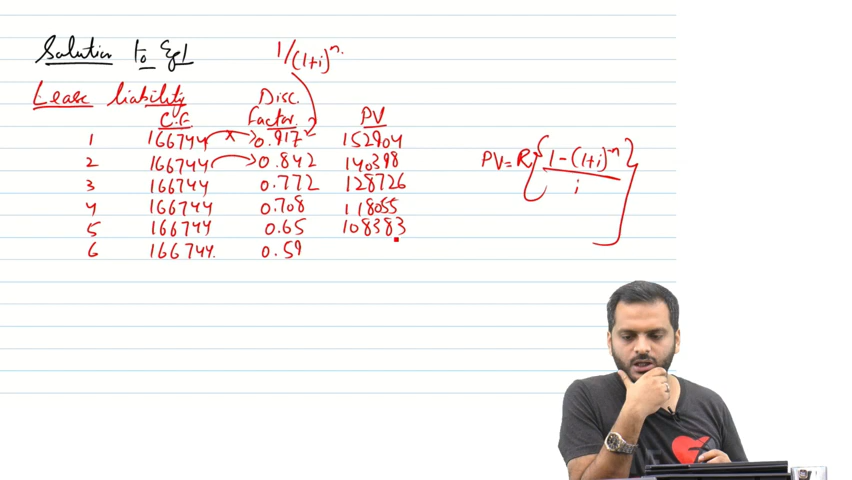 Solution to Eg1
1/(1+i)^n.
Lease liability
Disc.
C.F Factor. PV
1 166744 x 0.917 152904
2 166744 0.842 140398
3 166744 0.772 128726
4 166744 0.708 118055
5 166744 0.65 108383
6 166744. 0.59
PV = R { 1-(1+i)^-n / i }